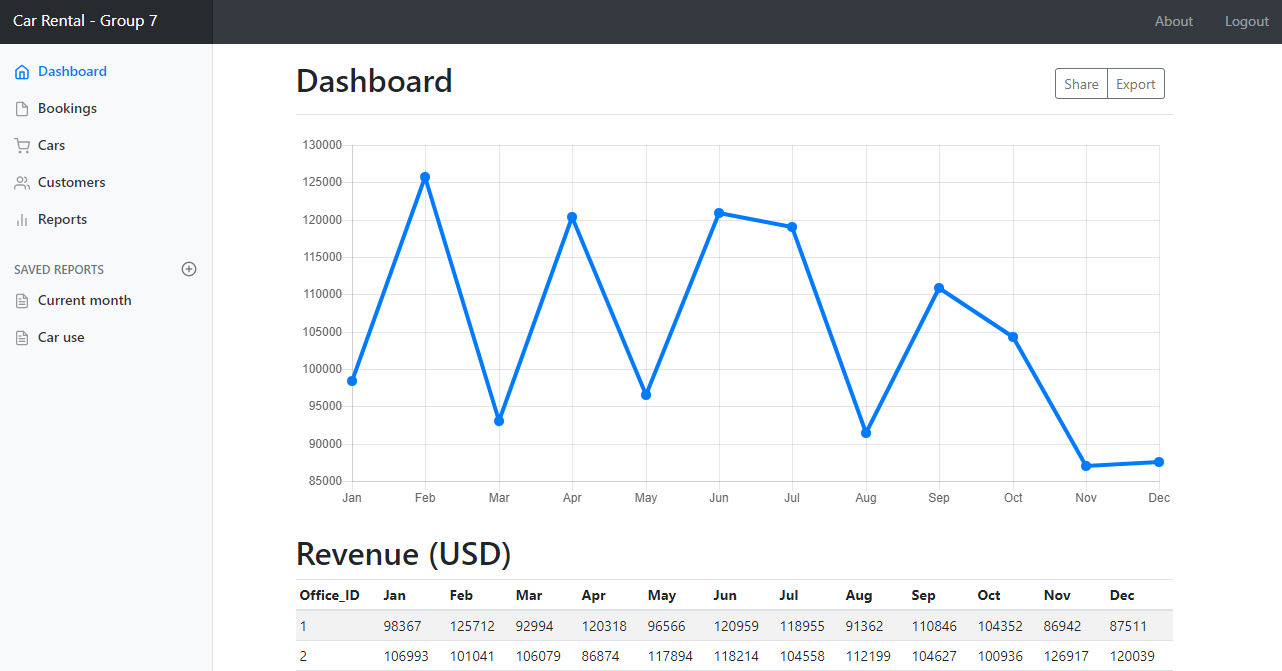 Car Rental - Group 7
About Logout
Dashboard
Bookings
Cars
Customers
Reports
SAVED REPORTS
Current month
Car use
Dashboard
Share Export
130000
125000
120000
115000
110000
105000
100000
95000
90000
85000
Jan Feb Mar Apr May Jun Jul Aug Sep Oct Nov Dec
Revenue (USD)
Office_ID Jan Feb Mar Apr May Jun Jul Aug Sep Oct Nov Dec
1 98367 125712 92994 120318 96566 120959 118955 91362 110846 104352 86942 87511
2 106993 101041 106079 86874 117894 118214 104558 112199 104627 100936 126917 120039